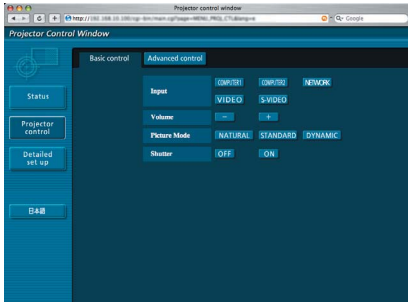 Projector control window
Google
Projector Control Window
Basic control
Advanced control
Status
Projector
control
Detailed
set up
日本語
Input
COMPUTER1
COMPUTER2
NETWORK
VIDEO
S-VIDEO
Volume
-
+
Picture Mode
NATURAL
STANDARD
DYNAMIC
Shutter
OFF
ON